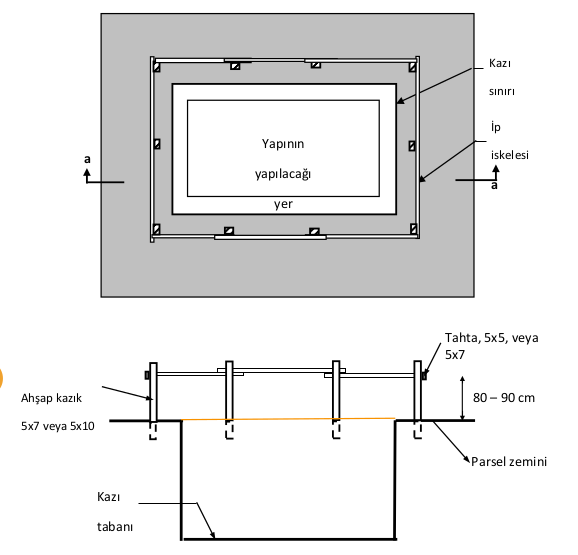 Kazı
sınırı
İp
iskelesi
Yapının
yapılacağı
yer
a
a
Tahta, 5x5, veya
5x7
80 – 90 cm
Ahşap kazık
5x7 veya 5x10
Parsel zemini
Kazı
tabanı